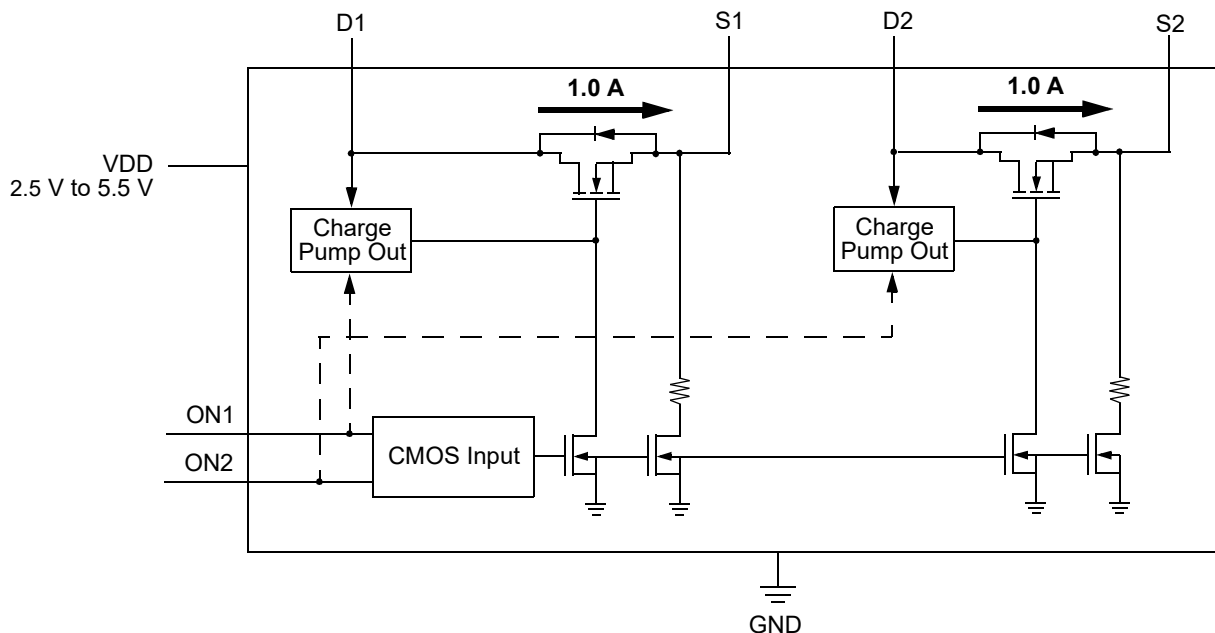 D1
S1
D2
S2
1.0 A
1.0 A
VDD
2.5 V to 5.5 V
Charge
Pump Out
Charge
Pump Out
ON1
ON2
CMOS Input
GND